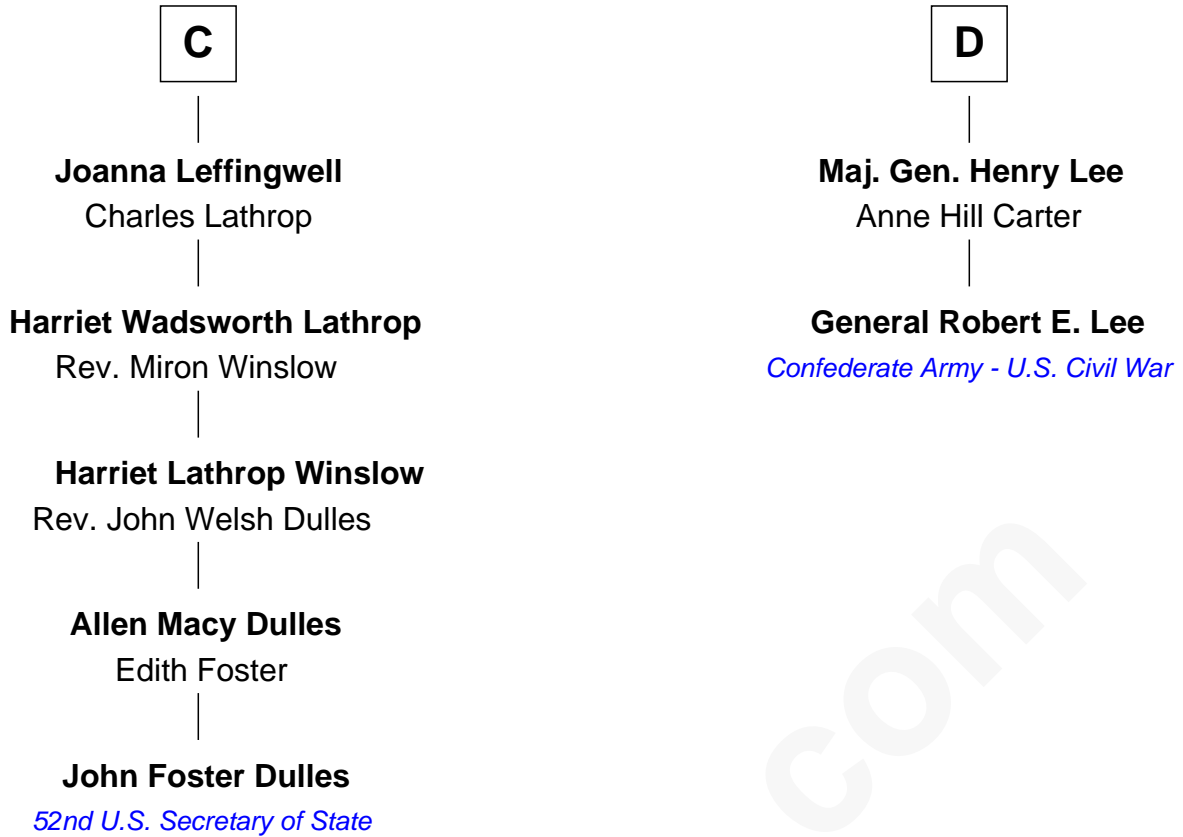 C
Joanna Leffingwell
Charles Lathrop
Harriet Wadsworth Lathrop
Rev. Miron Winslow
Harriet Lathrop Winslow
Rev. John Welsh Dulles
Allen Macy Dulles
Edith Foster
John Foster Dulles
52nd U.S. Secretary of State
D
Maj. Gen. Henry Lee
Anne Hill Carter
General Robert E. Lee
Confederate Army - U.S. Civil War
com